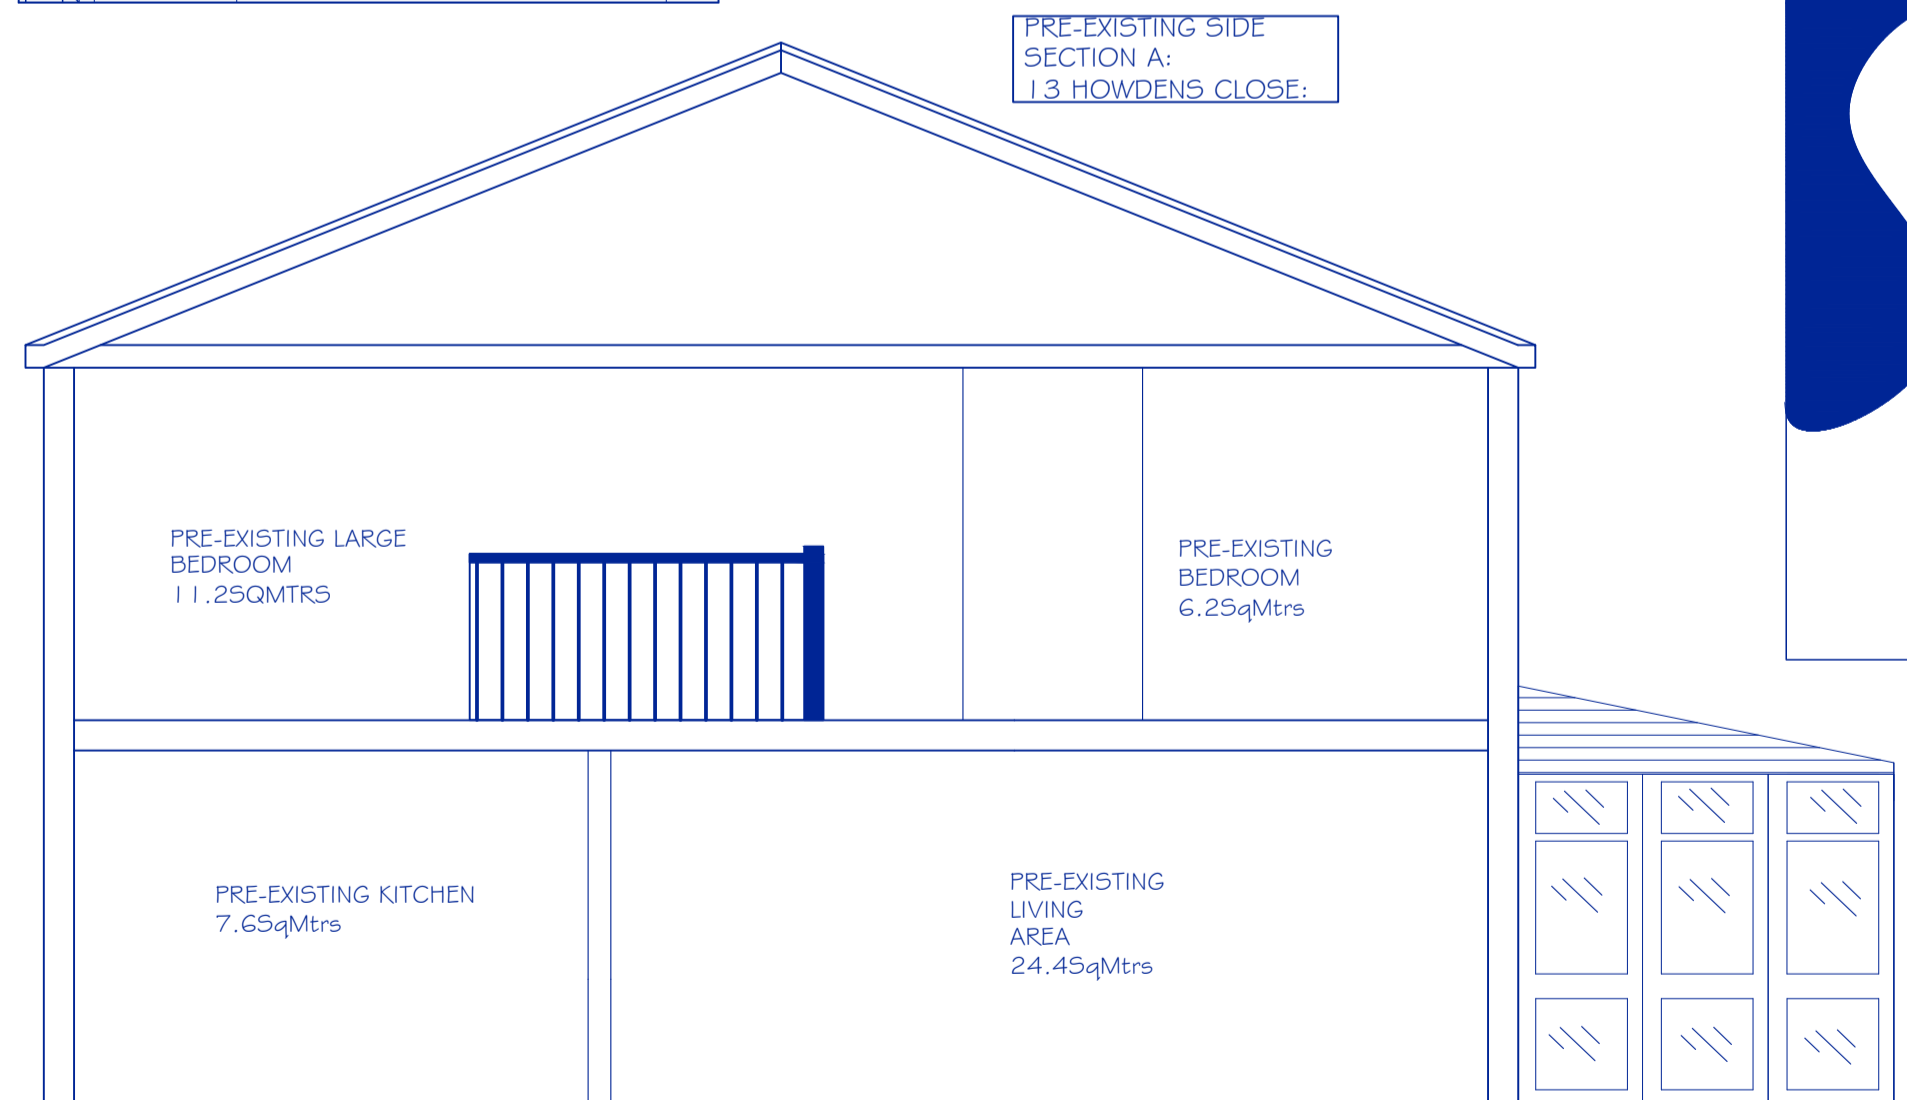 PRE-EXISTING SIDE
SECTION A:
13 HOWDENS CLOSE:
PRE-EXISTING LARGE
BEDROOM
11.2SQMTRS
PRE-EXISTING
BEDROOM
6.2SqMtrs
PRE-EXISTING KITCHEN
7.6SqMtrs
PRE-EXISTING
LIVING
AREA
24.4SqMtrs